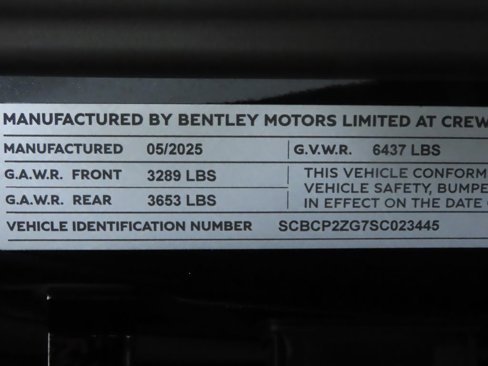 MANUFACTURED BY BENTLEY MOTORS LIMITED AT CREW
MANUFACTURED 05/2025 G.V.W.R. 6437 LBS
G.A.W.R. FRONT 3289 LBS THIS VEHICLE CONFORM
VEHICLE SAFETY, BUMPE
G.A.W.R. REAR 3653 LBS IN EFFECT ON THE DATE
VEHICLE IDENTIFICATION NUMBER SCBCP2ZG7SC023445